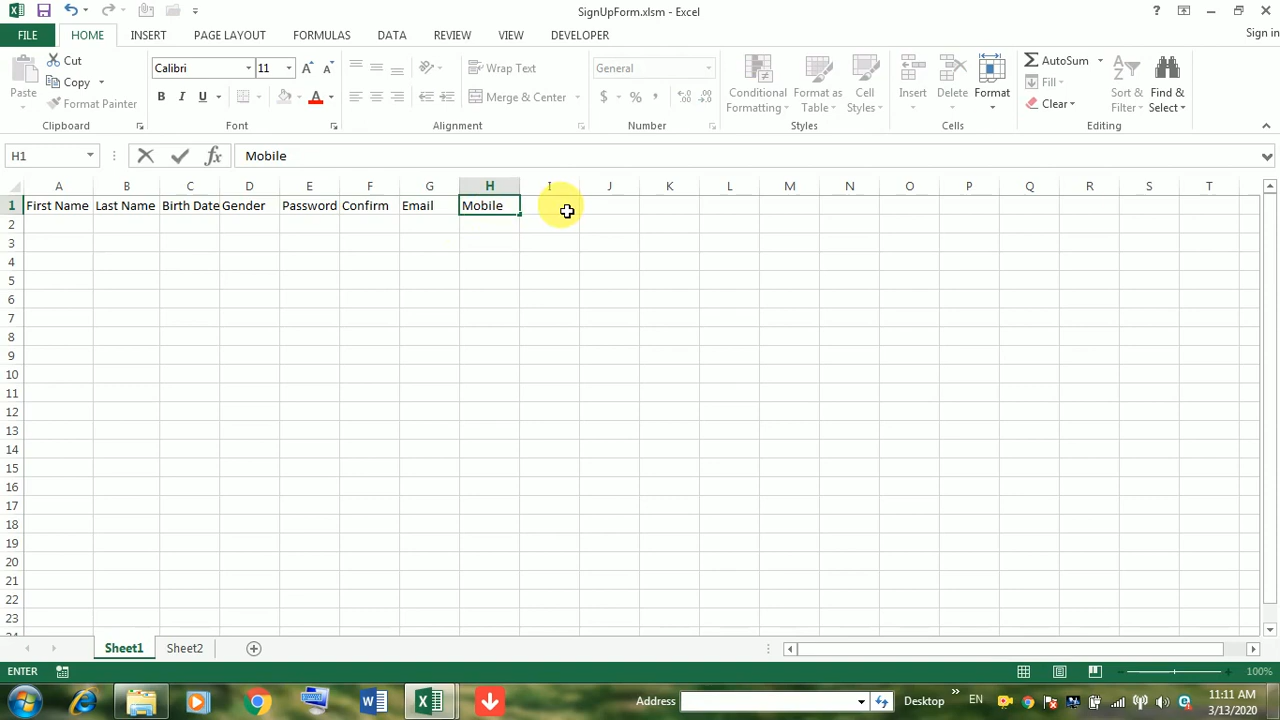 SignUpForm.xlsm - Excel
?
FILE HOME INSERT PAGE LAYOUT FORMULAS DATA REVIEW VIEW DEVELOPER Sign in
Paste
Cut
Copy
Format Painter
Clipboard
Calibri 11
A A
B I U A
Font
Wrap Text
Merge & Center
Alignment
General
$ % ,
Number
Conditional Formatting
Format as Table
Cell Styles
Styles
Insert
Delete
Format
Cells
AutoSum
Fill
Clear
Sort & Filter
Find & Select
Editing
H1 fx Mobile
A B C D E F G H I J K L M N O P Q R S T
1 First Name Last Name Birth Date Gender Password Confirm Email Mobile
2
3
4
5
6
7
8
9
10
11
12
13
14
15
16
17
18
19
20
21
22
23
Sheet1 Sheet2
ENTER 100%
Address Desktop » EN 11:11 AM
3/13/2020